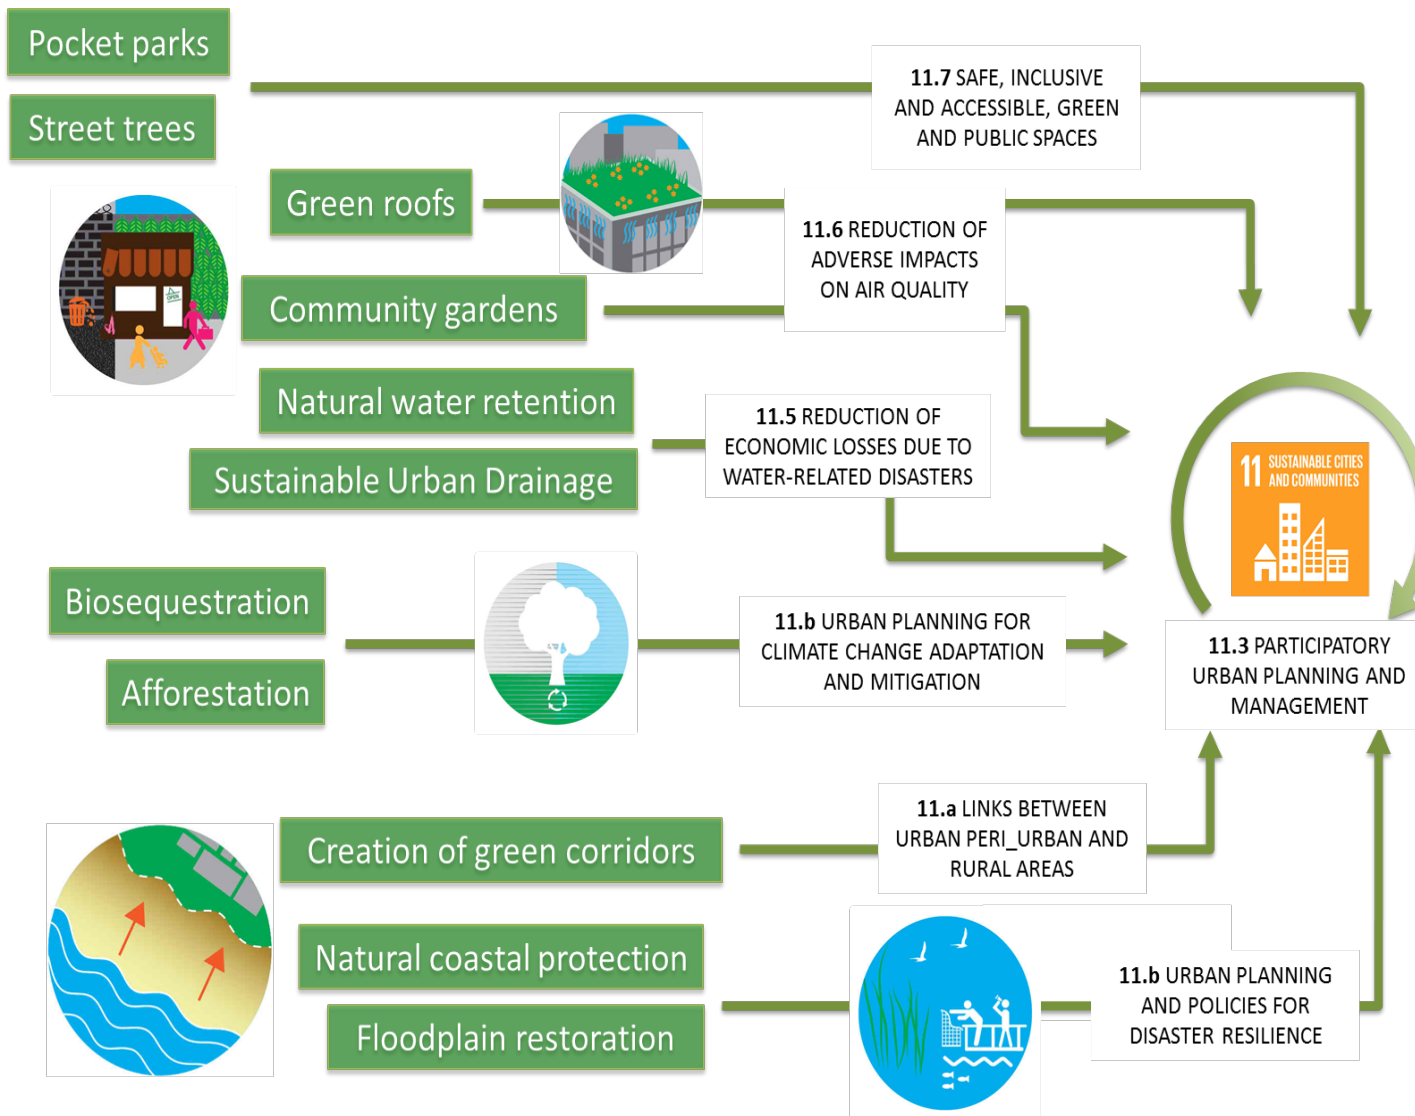 Pocket parks
Street trees
11.7 SAFE, INCLUSIVE
AND ACCESSIBLE, GREEN
AND PUBLIC SPACES
Green roofs
11.6 REDUCTION OF
ADVERSE IMPACTS
ON AIR QUALITY
OPEN
Community gardens
Natural water retention
Sustainable Urban Drainage
11.5 REDUCTION OF
ECONOMIC LOSSES DUE TO
WATER-RELATED DISASTERS
11 SUSTAINABLE CITIES
AND COMMUNITIES
Biosequestration
Afforestation
11.b URBAN PLANNING FOR
CLIMATE CHANGE ADAPTATION
AND MITIGATION
11.3 PARTICIPATORY
URBAN PLANNING AND
MANAGEMENT
Creation of green corridors
11.a LINKS BETWEEN
URBAN PERI_URBAN AND
RURAL AREAS
Natural coastal protection
Floodplain restoration
11.b URBAN PLANNING
AND POLICIES FOR
DISASTER RESILIENCE